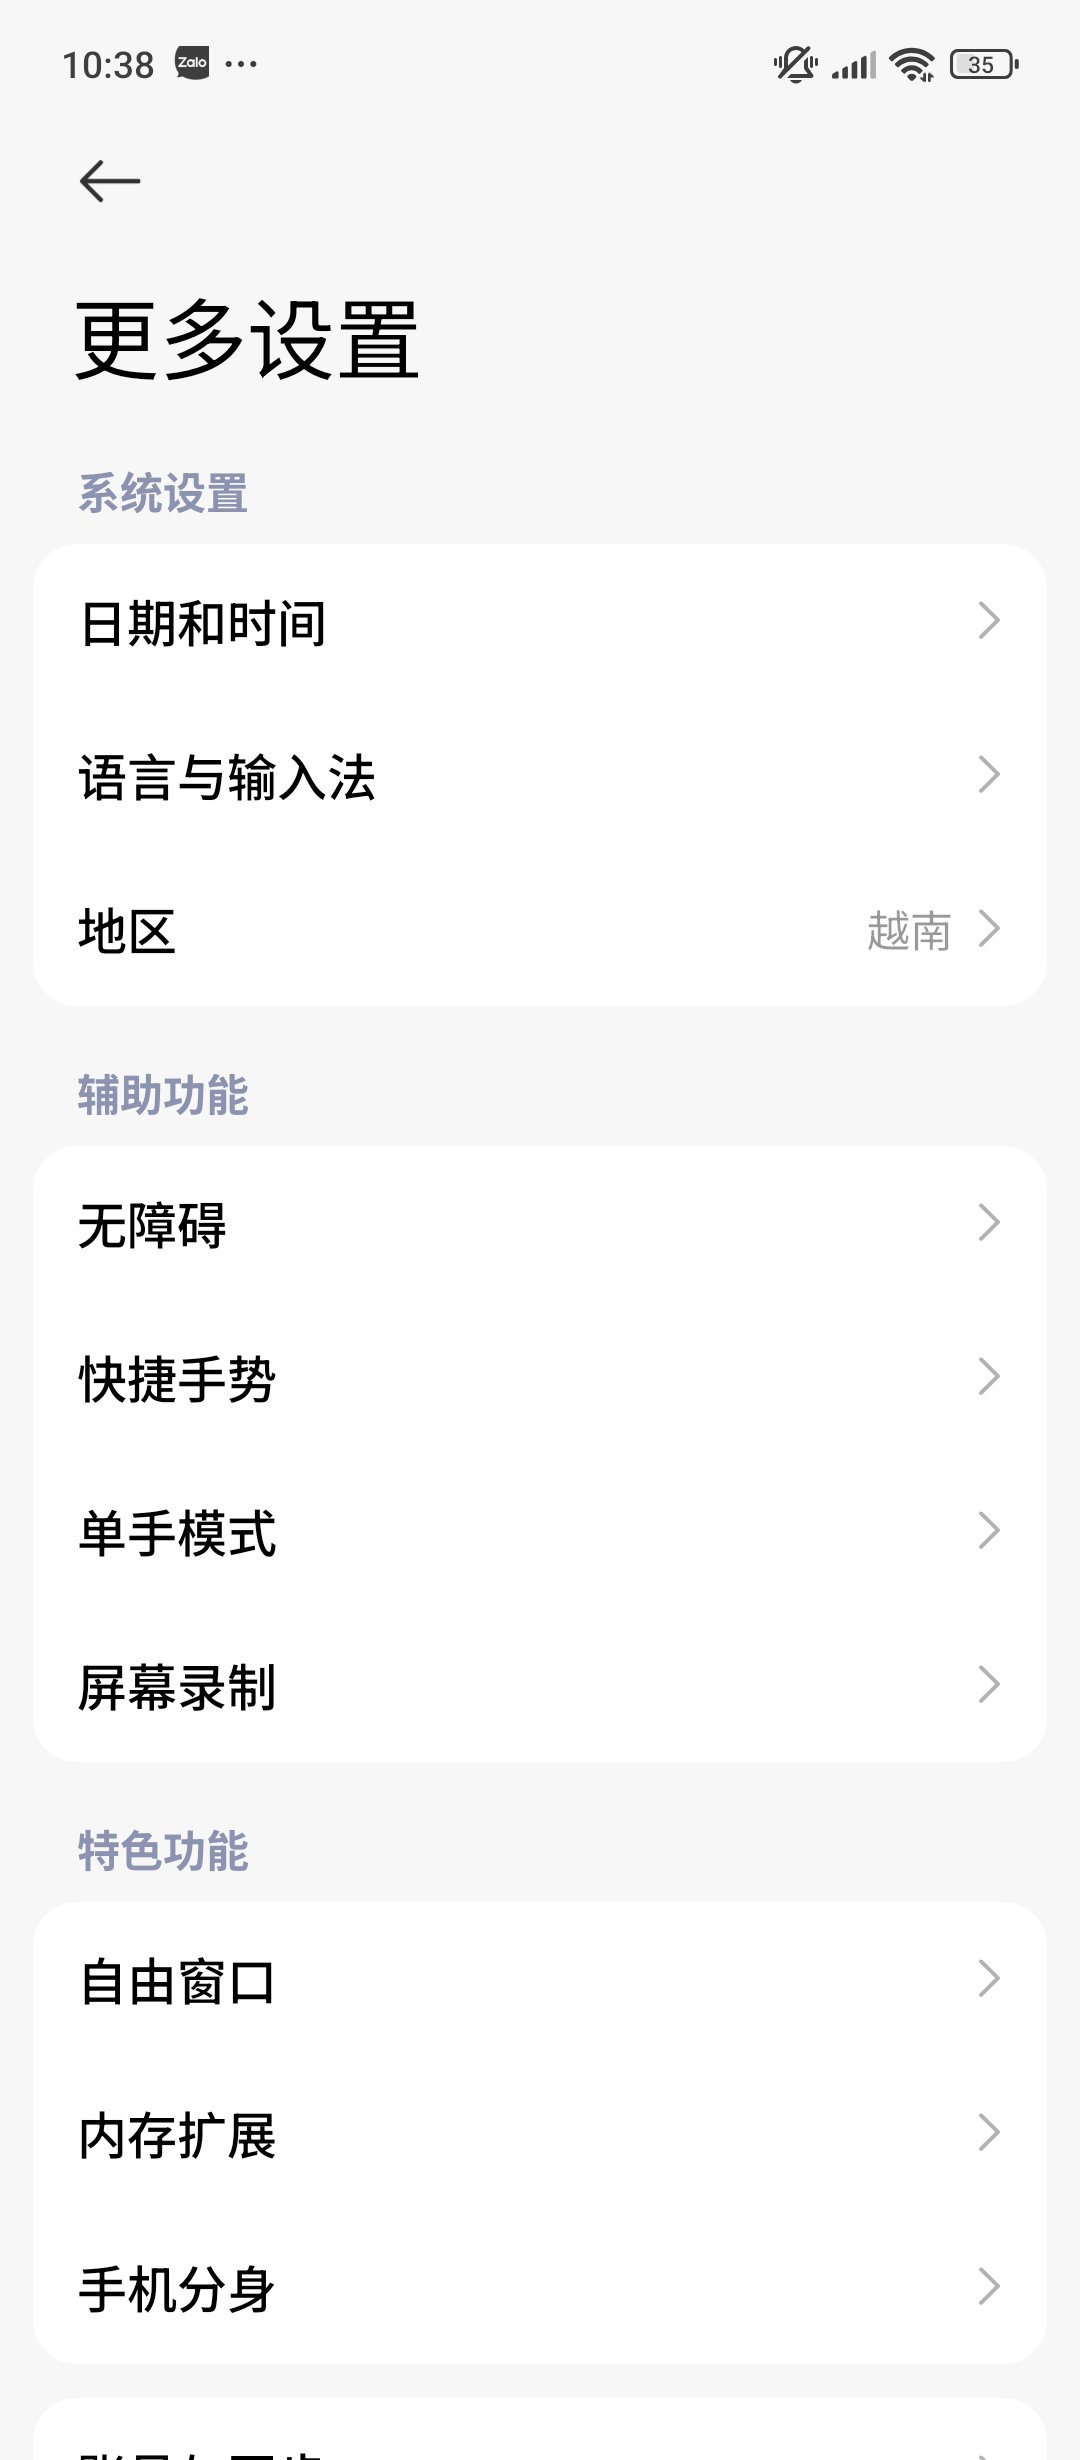 10:38 Zalo ... 35
更多设置
系统设置
日期和时间
语言与输入法
地区 越南
辅助功能
无障碍
快捷手势
单手模式
屏幕录制
特色功能
自由窗口
内存扩展
手机分身